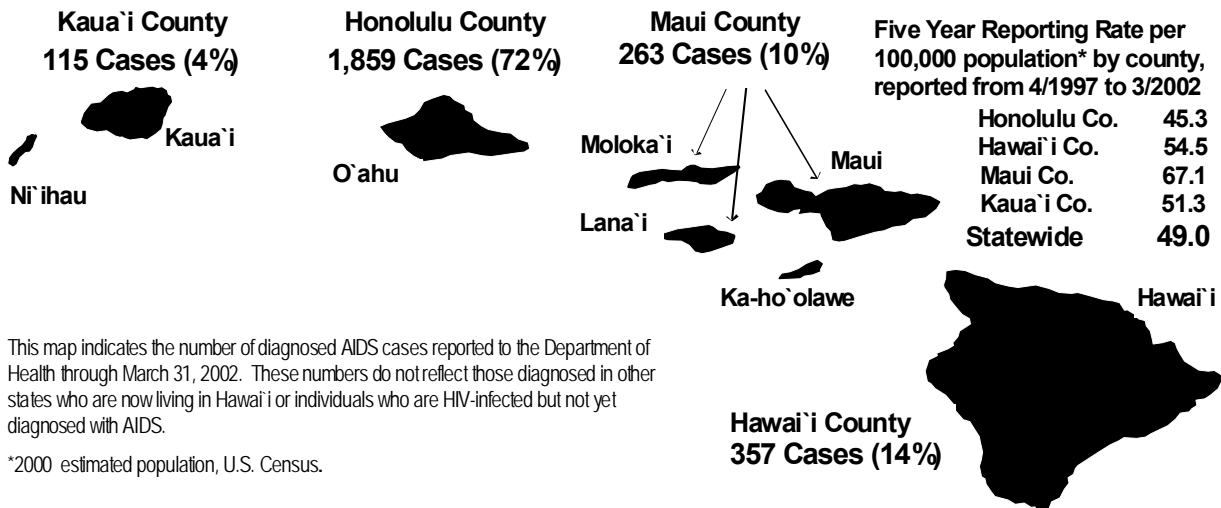 Kaua`i County
115 Cases (4%)
Honolulu County
1,859 Cases (72%)
Maui County
263 Cases (10%)
Five Year Reporting Rate per
100,000 population* by county,
reported from 4/1997 to 3/2002
Honolulu Co. 45.3
Hawai`i Co. 54.5
Maui Co. 67.1
Kaua`i Co. 51.3
Statewide 49.0
Kaua`i
Ni`ihau
O`ahu
Moloka`i
Maui
Lana`i
Ka-ho`olawe
Hawai`i
This map indicates the number of diagnosed AIDS cases reported to the Department of
Health through March 31, 2002. These numbers do not reflect those diagnosed in other
states who are now living in Hawai`i or individuals who are HIV-infected but not yet
diagnosed with AIDS.
*2000 estimated population, U.S. Census.
Hawai`i County
357 Cases (14%)